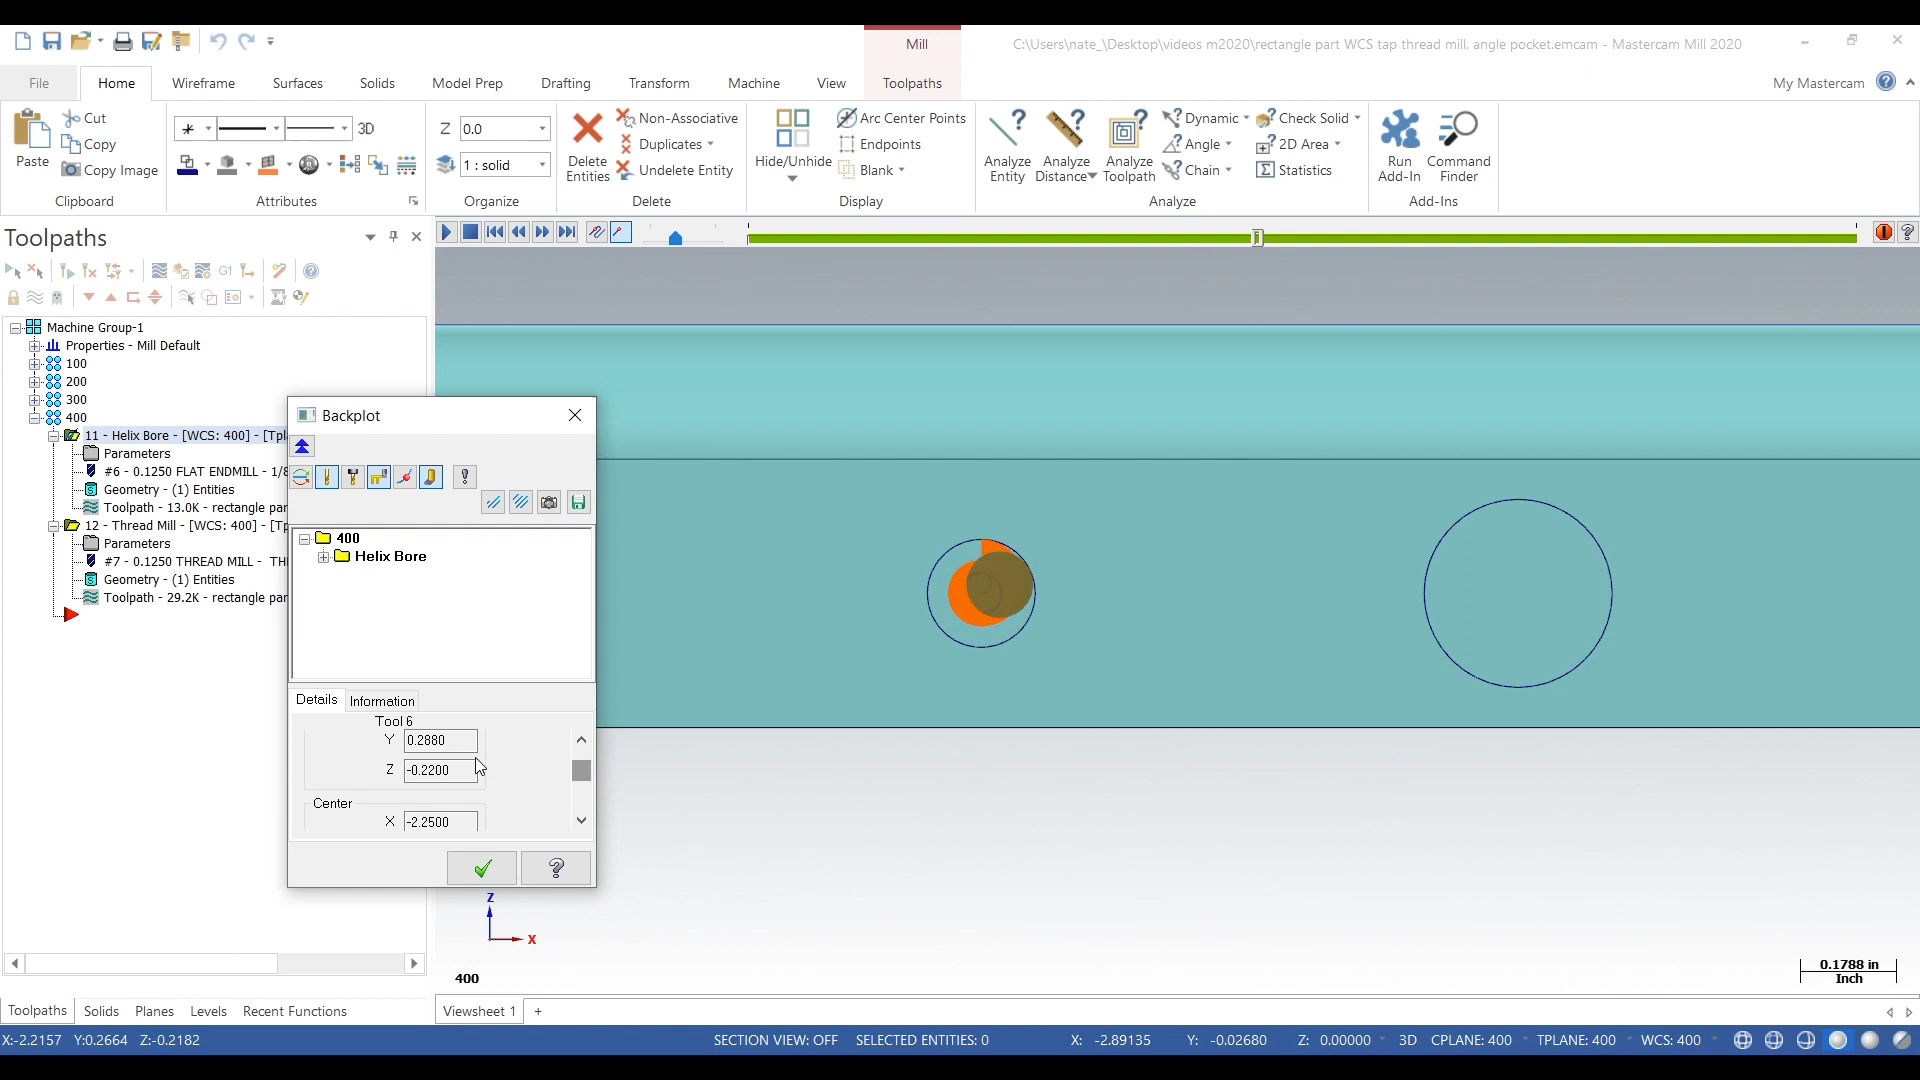 Mill
C:\Users\nate_\Desktop\videos m2020\rectangle part WCS tap thread mill, angle pocket.emcam - Mastercam Mill 2020
File Home Wireframe Surfaces Solids Model Prep Drafting Transform Machine View Toolpaths My Mastercam
Paste
Cut
Copy
Copy Image
Clipboard
3D
Attributes
Z 0.0
1 : solid
Organize
Delete Entities
Non-Associative
Duplicates
Undelete Entity
Delete
Hide/Unhide
Arc Center Points
Endpoints
Blank
Display
Analyze Entity
Analyze Distance
Analyze Toolpath
Dynamic
Angle
Chain
Check Solid
2D Area
Statistics
Analyze
Run Add-In
Command Finder
Add-Ins
Toolpaths
G1
Machine Group-1
Properties - Mill Default
100
200
300
400
11 - Helix Bore - [WCS: 400] - [Tpl
Parameters
#6 - 0.1250 FLAT ENDMILL - 1/8
Geometry - (1) Entities
Toolpath - 13.0K - rectangle par
12 - Thread Mill - [WCS: 400] - [Tp
Parameters
#7 - 0.1250 THREAD MILL - TH
Geometry - (1) Entities
Toolpath - 29.2K - rectangle par
Backplot
400
Helix Bore
Details Information
Tool 6
Y 0.2880
Z -0.2200
Center
X -2.2500
Z
X
400
0.1788 in
Inch
Toolpaths Solids Planes Levels Recent Functions
Viewsheet 1 +
X:-2.2157 Y:0.2664 Z:-0.2182 SECTION VIEW: OFF SELECTED ENTITIES: 0 X: -2.89135 Y: -0.02680 Z: 0.00000 3D CPLANE: 400 TPLANE: 400 WCS: 400